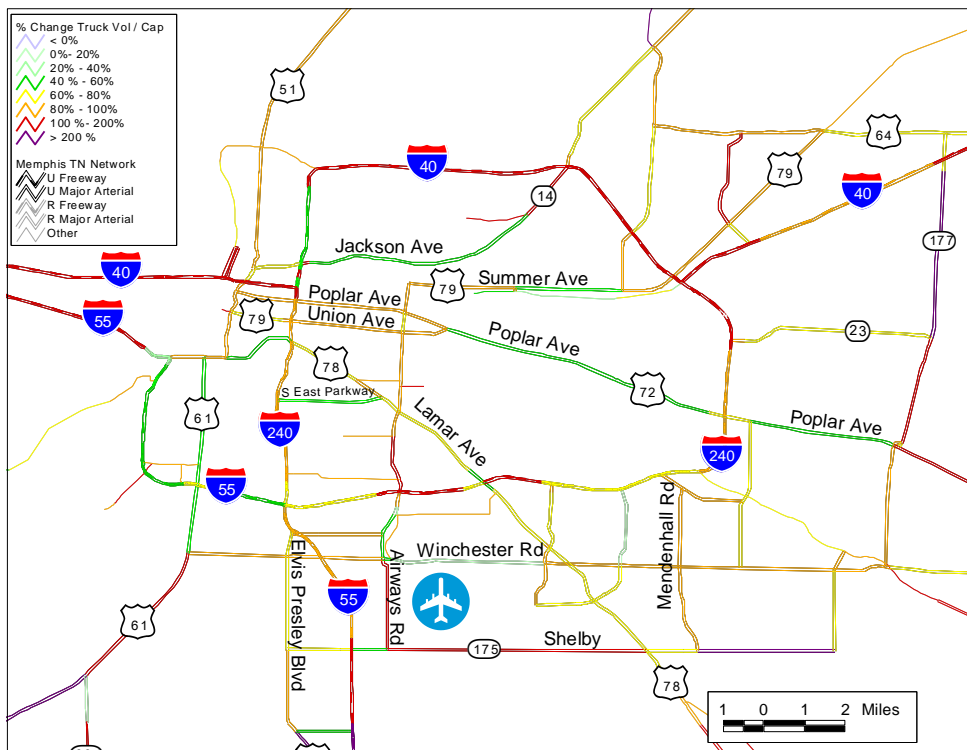 % Change Truck Vol / Cap
< 0%
0%- 20%
20% - 40%
40 % - 60%
60% - 80%
80% - 100%
100 %- 200%
> 200 %
Memphis TN Network
U Freeway
U Major Arterial
R Freeway
R Major Arterial
Other
51
40
64
79
40
14
177
Jackson Ave
40
79
Summer Ave
Poplar Ave
55
79
Union Ave
Poplar Ave
23
78
S East Parkway
72
61
Lamar Ave
Poplar Ave
240
240
55
Mendenhall Rd
Winchester Rd
Elvis Presley Blvd
Airways Rd
55
61
175
Shelby
78
1 0 1 2 Miles